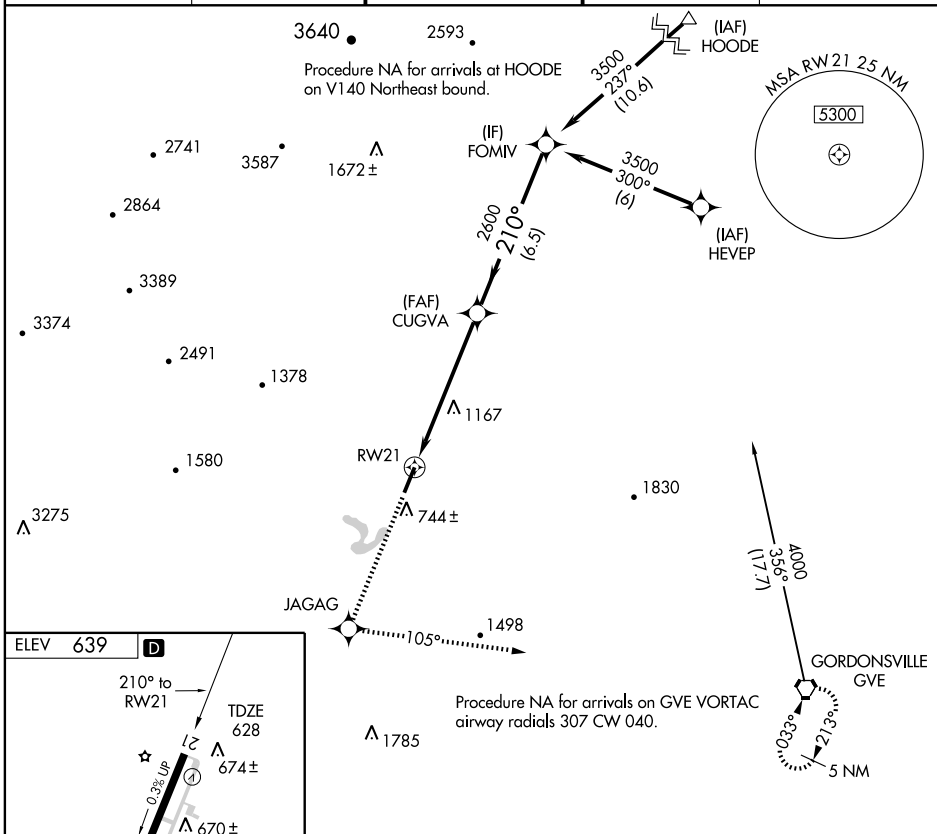 3640
2593
(IAF)
HOODE
Procedure NA for arrivals at HOODE
on V140 Northeast bound.
3500
237°
(10.6)
MSA RW 21 25 NM
5300
(IF)
FOMIV
2741
3587
1672±
3500
300°
(6)
2864
2600
210°
(6.5)
(IAF)
HEVEP
3389
(FAF)
CUGVA
3374
2491
1378
1167
RW21
1580
1830
3275
744±
4000
356°
(17.7)
JAGAG
1498
105°
ELEV 639
D
GORDONSVILLE
GVE
210° to
RW21
Procedure NA for arrivals on GVE VORTAC
airway radials 307 CW 040.
TDZE
628
033°
213°
1785
21
674±
5 NM
0.3% UP
670±